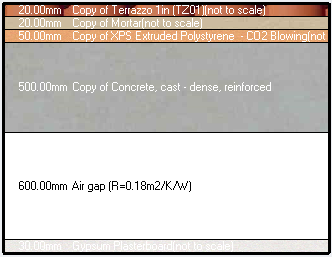 20.00mm Copy of Terrazzo 1in (TZ01)(not to scale)
20.00mm Copy of Mortar(not to scale)
50.00mm Copy of XPS Extruded Polystyrene - CO2 Blowing(not
500.00mm Copy of Concrete, cast - dense, reinforced
600.00mm Air gap (R=0.18m2/K/W)
30.00mm Gypsum Plasterboard(not to scale)